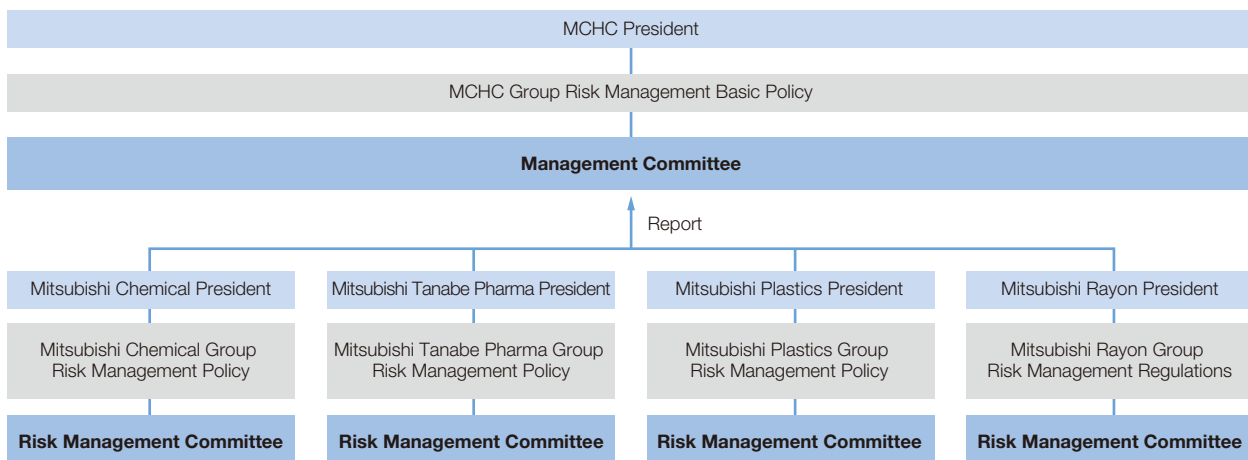 MCHC President
MCHC Group Risk Management Basic Policy
Management Committee
Report
Mitsubishi Chemical President
Mitsubishi Tanabe Pharma President
Mitsubishi Plastics President
Mitsubishi Rayon President
Mitsubishi Chemical Group
Risk Management Policy
Mitsubishi Tanabe Pharma Group
Risk Management Policy
Mitsubishi Plastics Group
Risk Management Policy
Mitsubishi Rayon Group
Risk Management Regulations
Risk Management Committee
Risk Management Committee
Risk Management Committee
Risk Management Committee